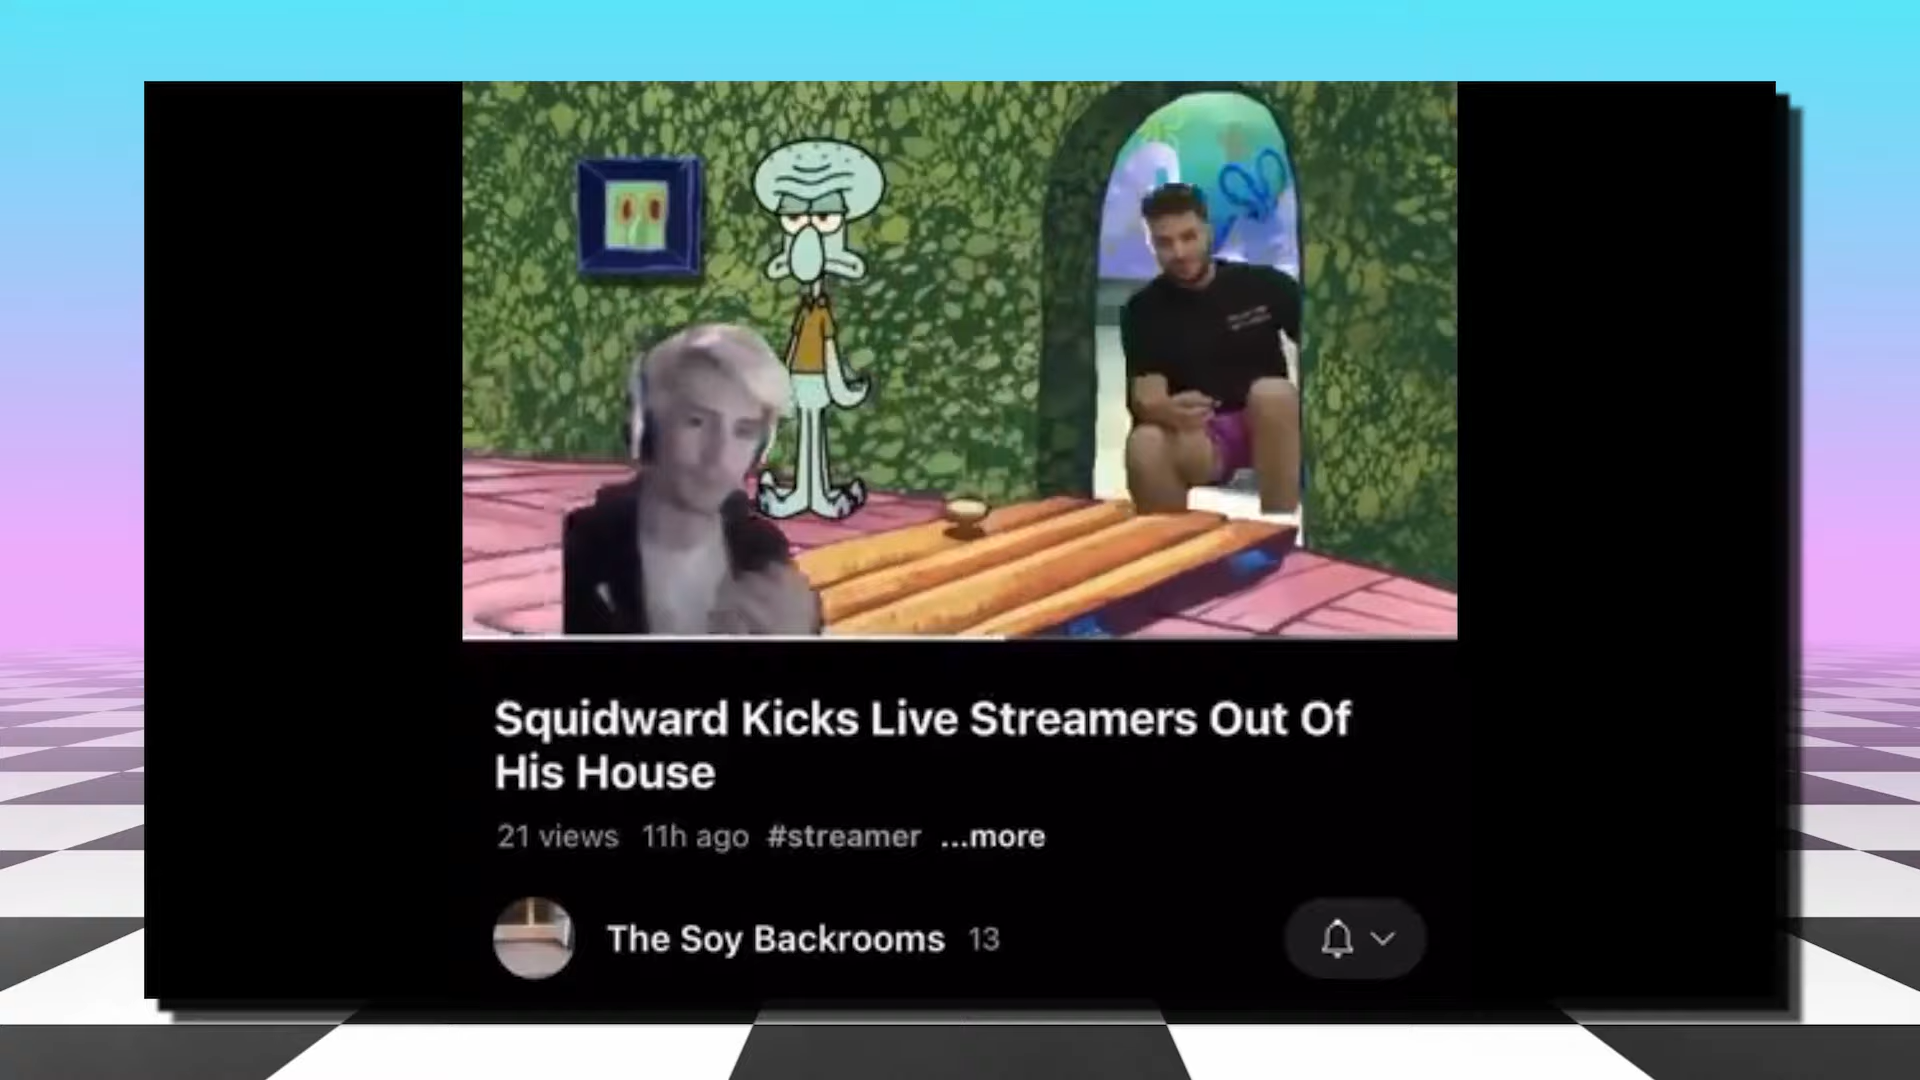 Squidward Kicks Live Streamers Out Of
His House
21 views 11h ago #streamer ...more
The Soy Backrooms 13